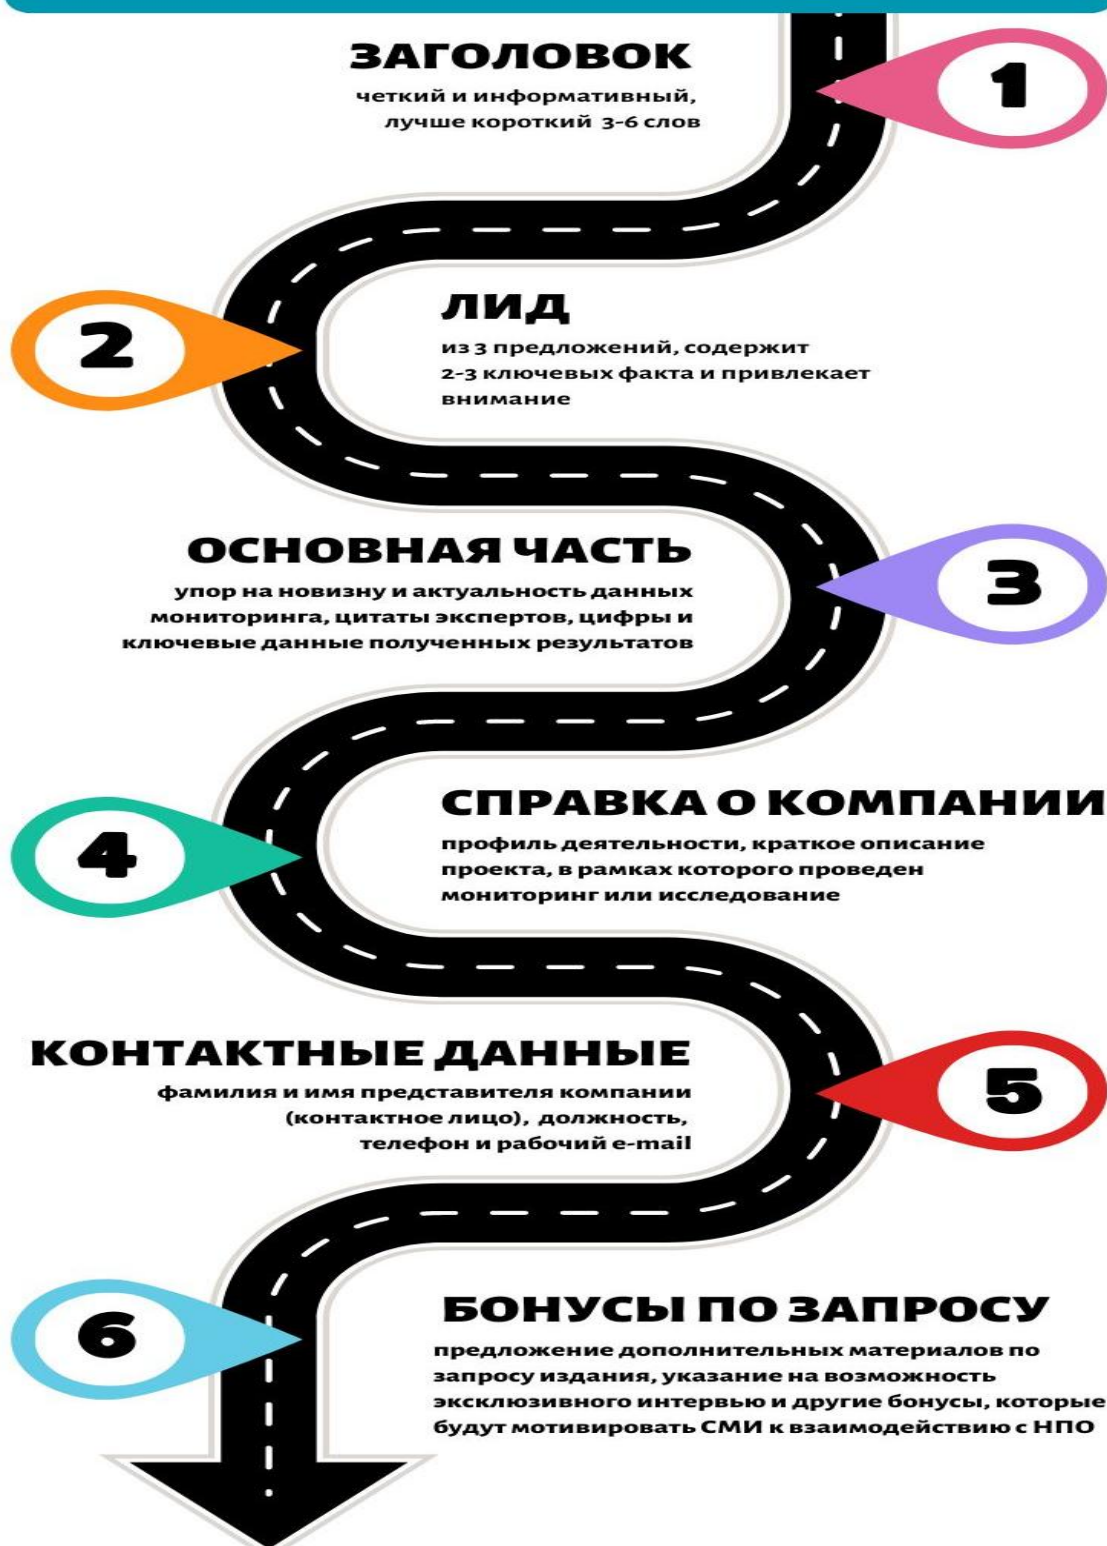 1
ЗАГОЛОВОК
четкий и информативный,
лучше короткий 3-6 слов
2
ЛИД
из 3 предложений, содержит
2-3 ключевых факта и привлекает
внимание
3
ОСНОВНАЯ ЧАСТЬ
упор на новизну и актуальность данных
мониторинга, цитаты экспертов, цифры и
ключевые данные полученных результатов
4
СПРАВКА О КОМПАНИИ
профиль деятельности, краткое описание
проекта, в рамках которого проведен
мониторинг или исследование
5
КОНТАКТНЫЕ ДАННЫЕ
фамилия и имя представителя компании
(контактное лицо), должность,
телефон и рабочий e-mail
6
БОНУСЫ ПО ЗАПРОСУ
предложение дополнительных материалов по
запросу издания, указание на возможность
эксклюзивного интервью и другие бонусы, которые
будут мотивировать СМИ к взаимодействию с НПО